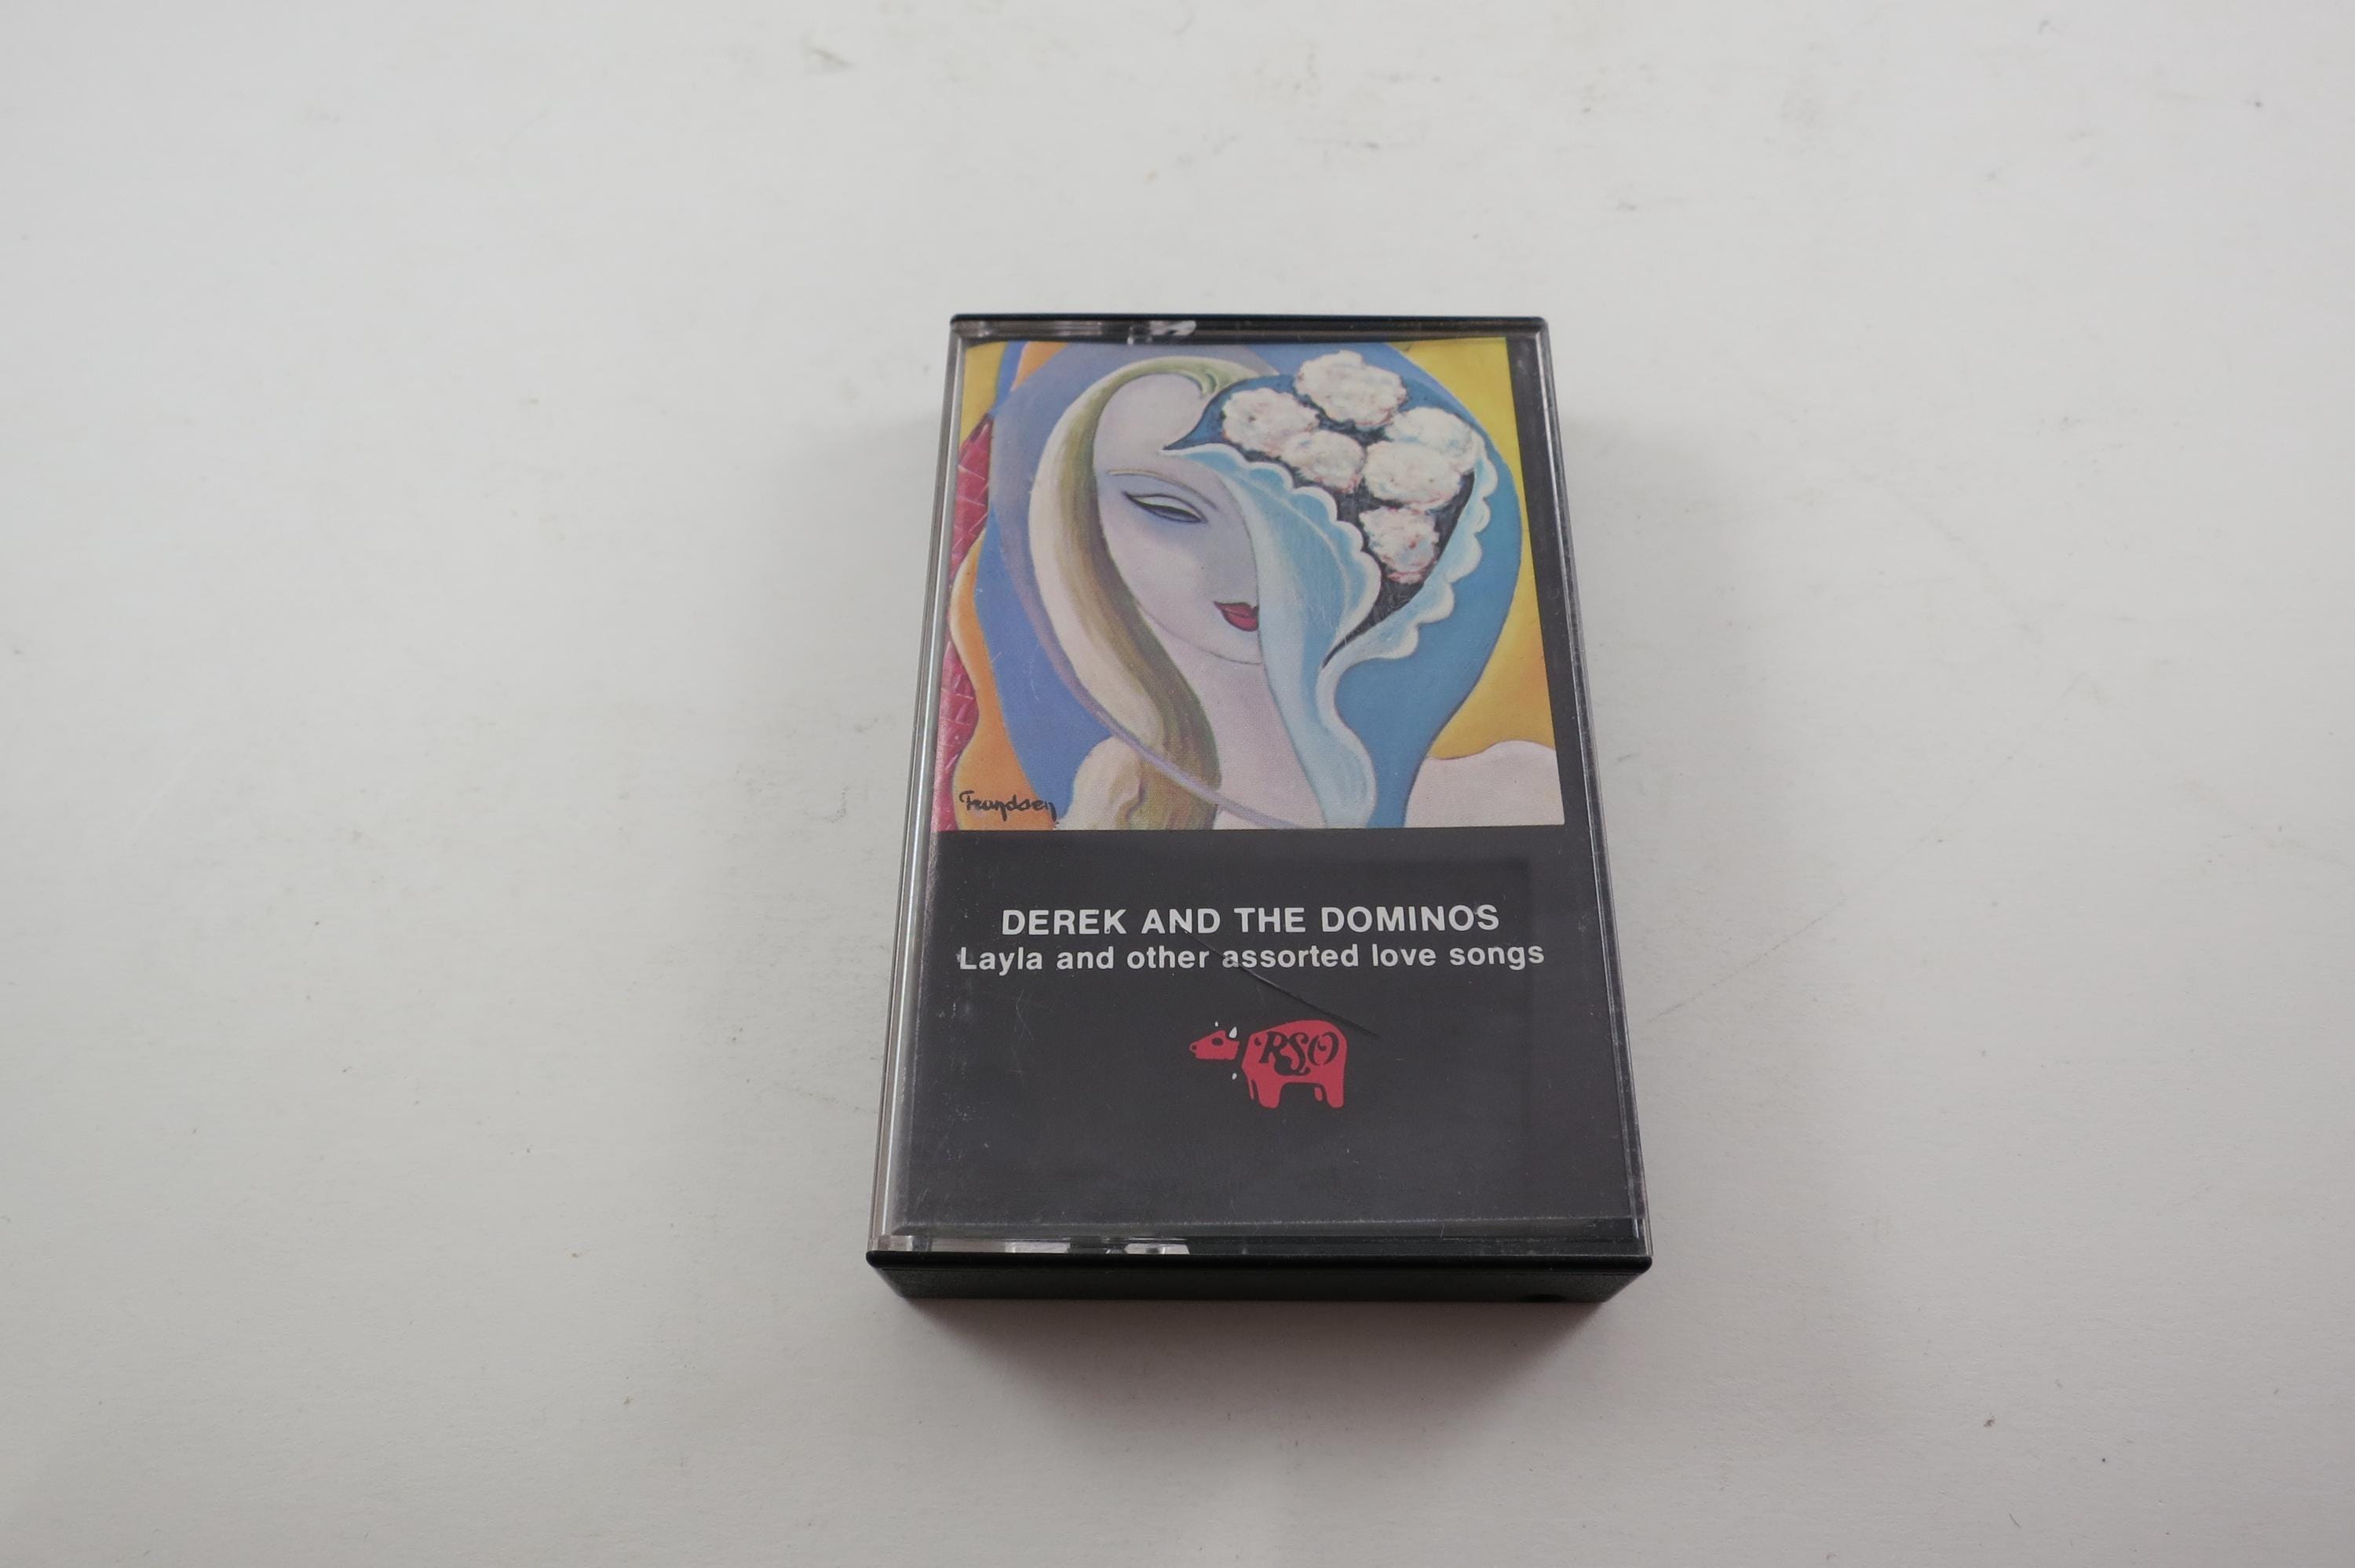 Frandsen
DEREK AND THE DOMINOS
Layla and other assorted love songs
RSO